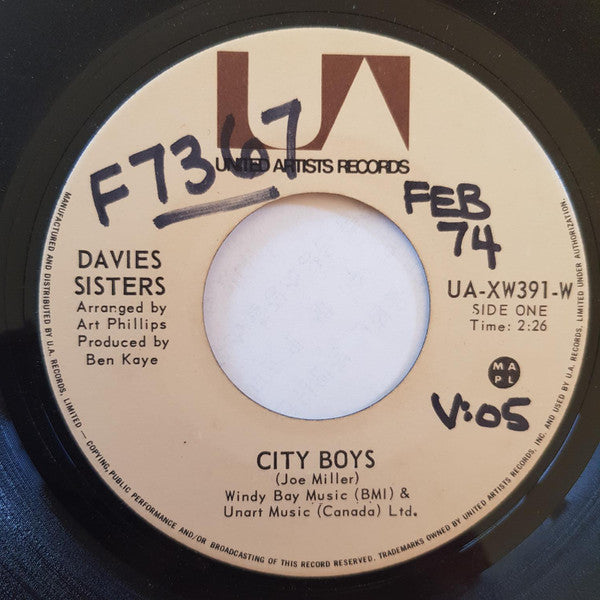 UA
UNITED ARTISTS RECORDS
F7367
FEB
74
DAVIES
SISTERS
Arranged by
Art Phillips
Produced by
Ben Kaye
UA-XW391-W
SIDE ONE
Time: 2:26
M A
P L
V:05
CITY BOYS
(Joe Miller)
Windy Bay Music (BMI) &
Unart Music (Canada) Ltd.
MANUFACTURED AND DISTRIBUTED BY U.A. RECORDS, LIMITED — COPYING, PUBLIC PERFORMANCE AND/OR BROADCASTING OF THIS RECORD RESERVED. TRADEMARKS OWNED BY UNITED ARTISTS RECORDS, INC. AND USED BY U.A. RECORDS, LIMITED UNDER AUTHORIZATION.